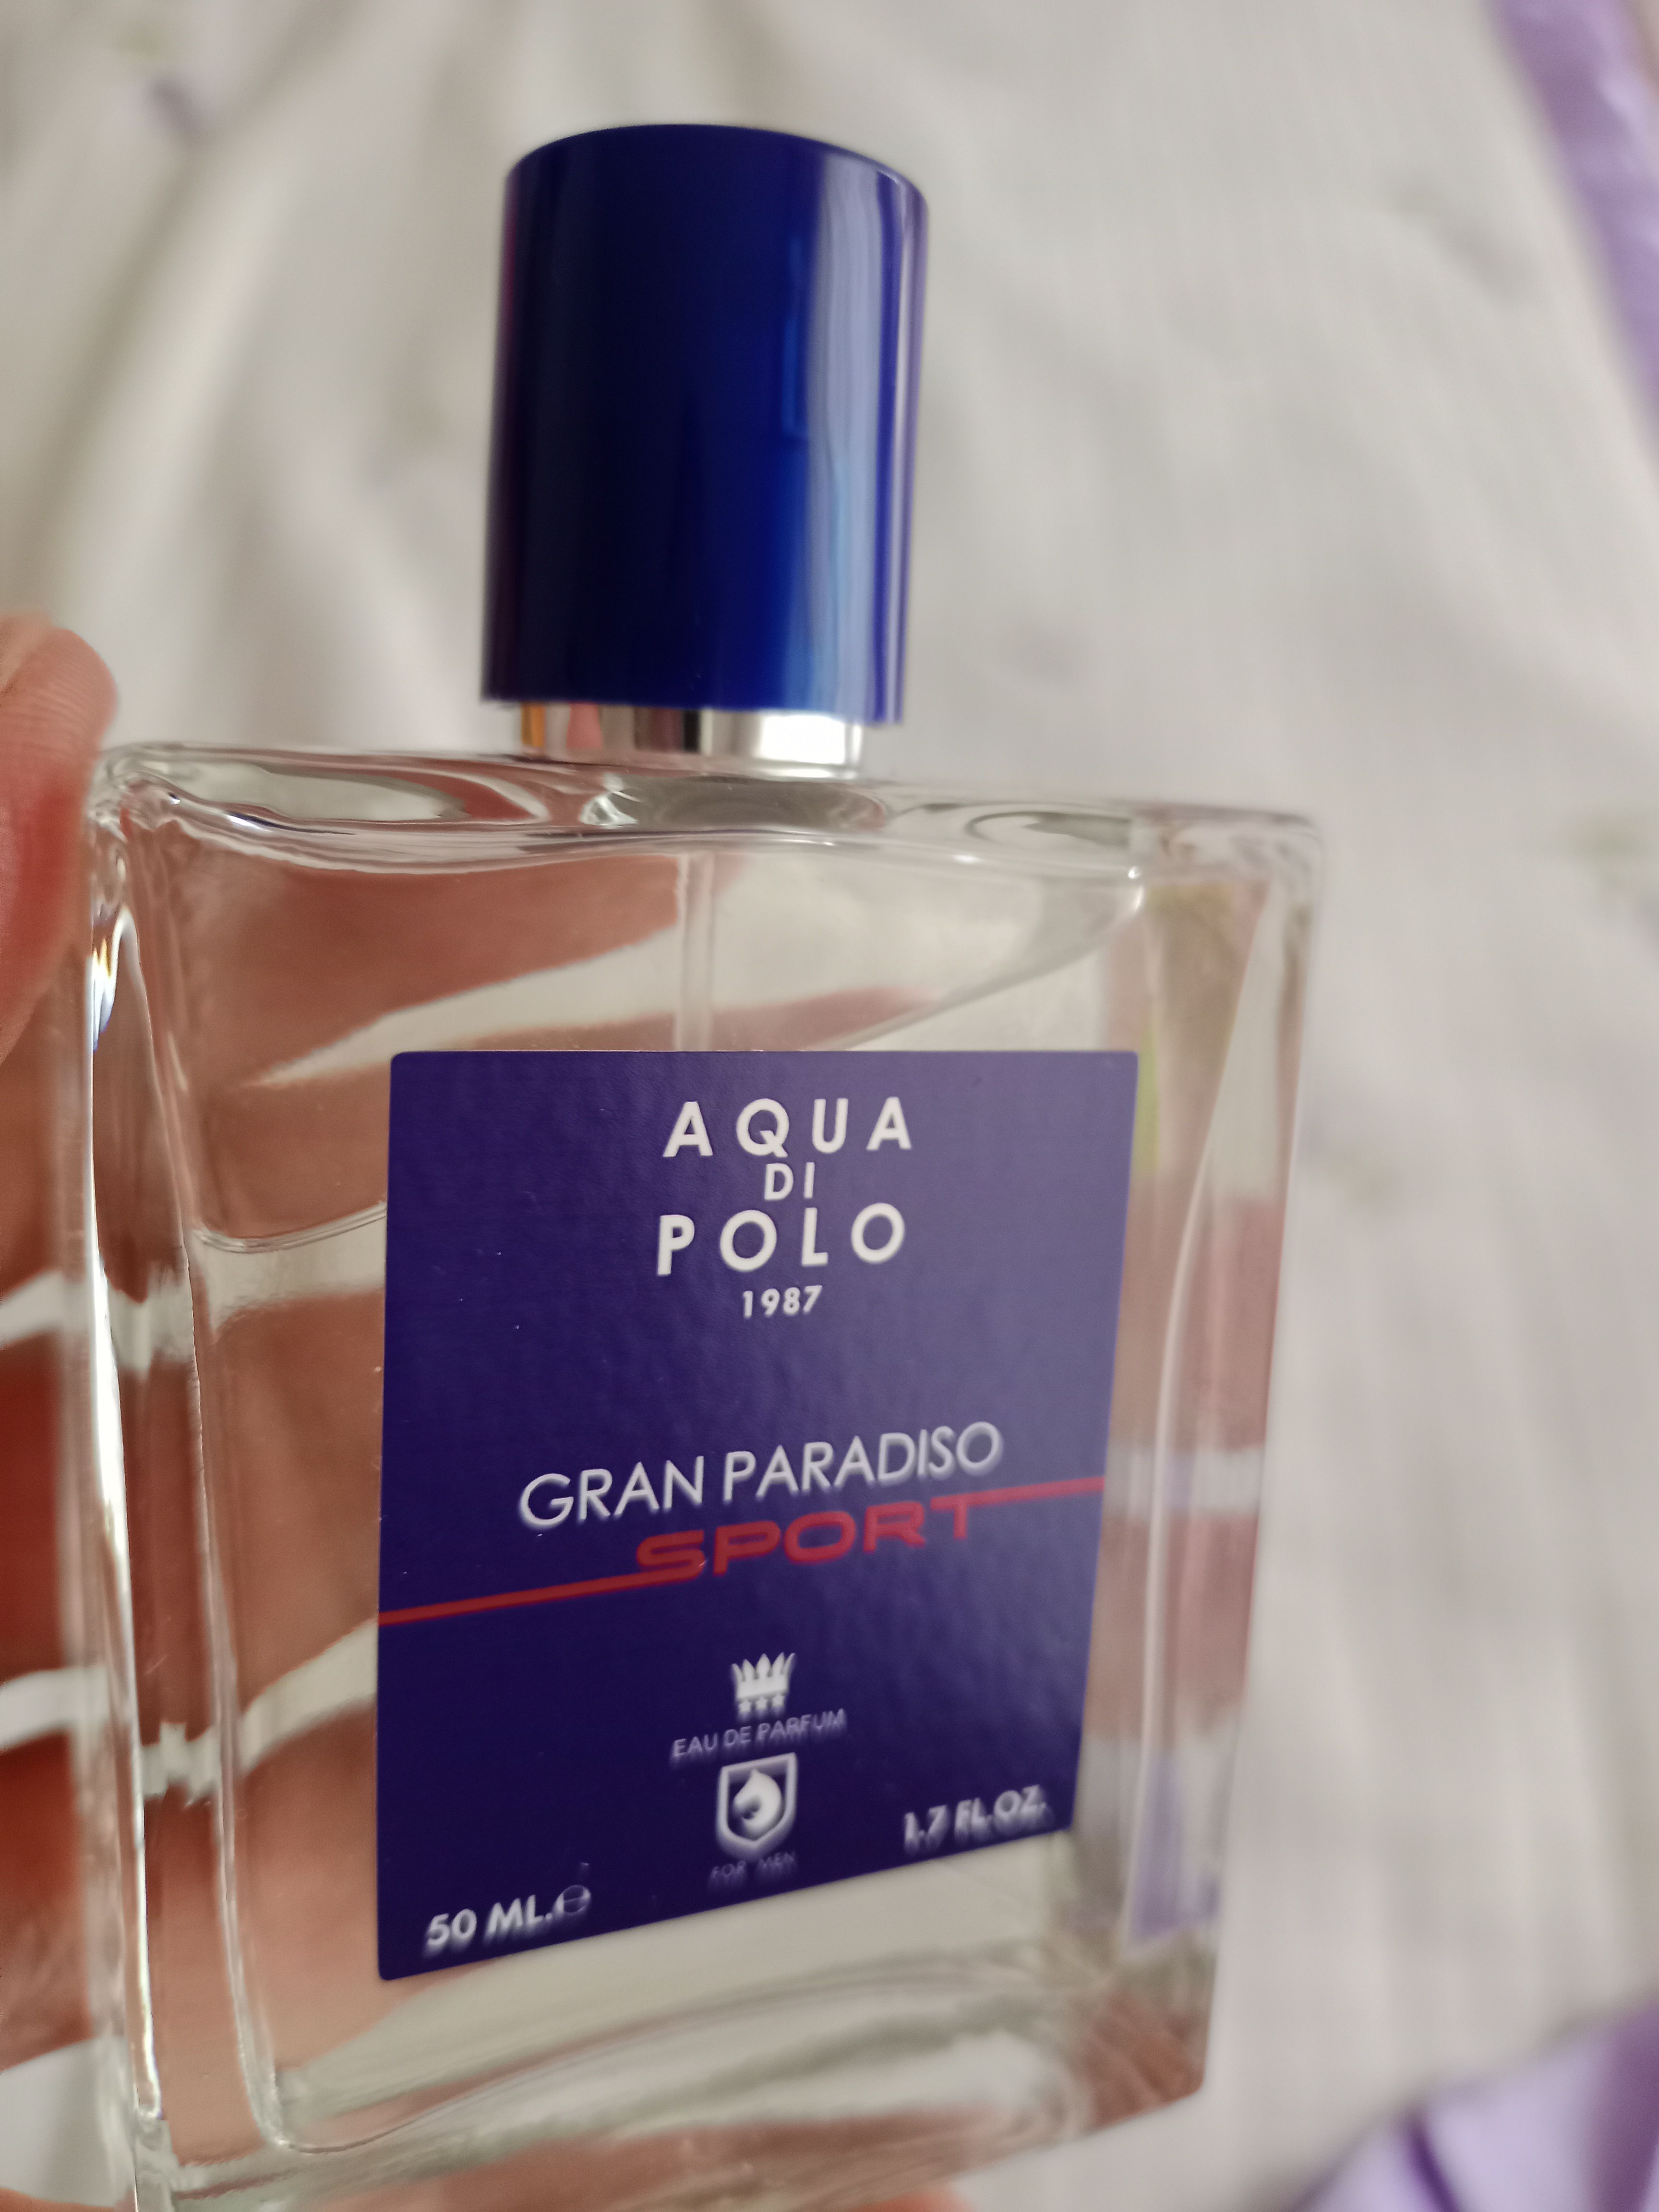 AQUA
DI
POLO
1987
GRAN PARADISO
SPORT
EAU DE PARFUM
FOR MEN
50 ML.℮
1.7 FL.OZ.